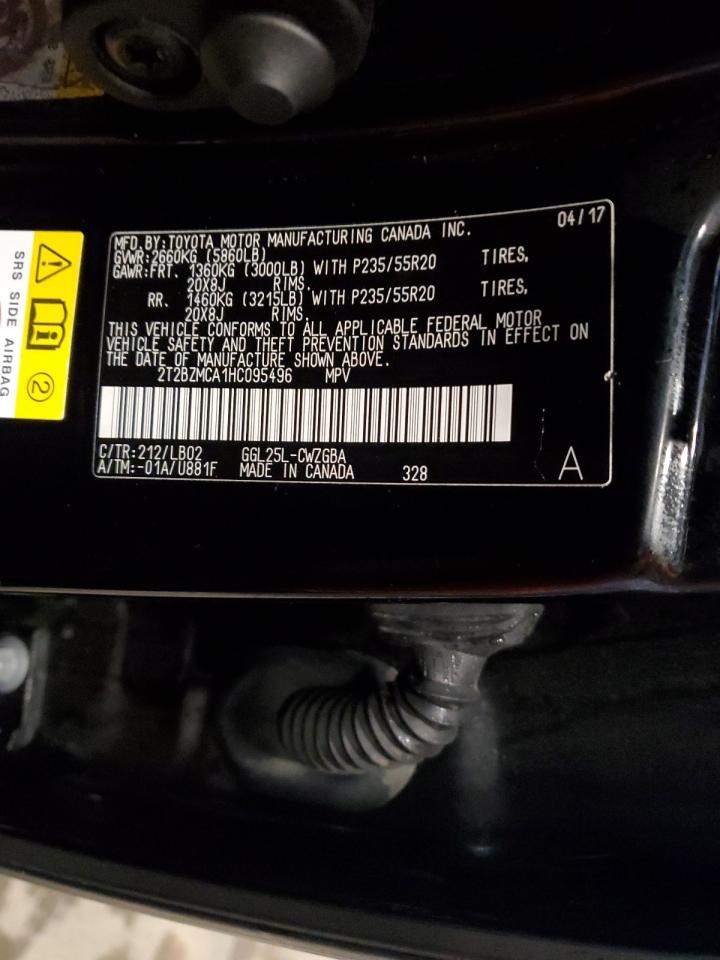 04/17
MFD.BY:TOYOTA MOTOR MANUFACTURING CANADA INC.
GVWR:2660KG (5860LB)
GAWR:FRT. 1360KG (3000LB) WITH P235/55R20 TIRES,
20X8J RIMS.
RR. 1460KG (3215LB) WITH P235/55R20 TIRES,
20X8J RIMS.
THIS VEHICLE CONFORMS TO ALL APPLICABLE FEDERAL MOTOR
VEHICLE SAFETY AND THEFT PREVENTION STANDARDS IN EFFECT ON
THE DATE OF MANUFACTURE SHOWN ABOVE.
2T2BZMCA1HC095496 MPV
C/TR:212/LB02 GGL25L-CWZGBA
A/TM:-01A/U881F MADE IN CANADA 328 A
SRS SIDE AIRBAG
2